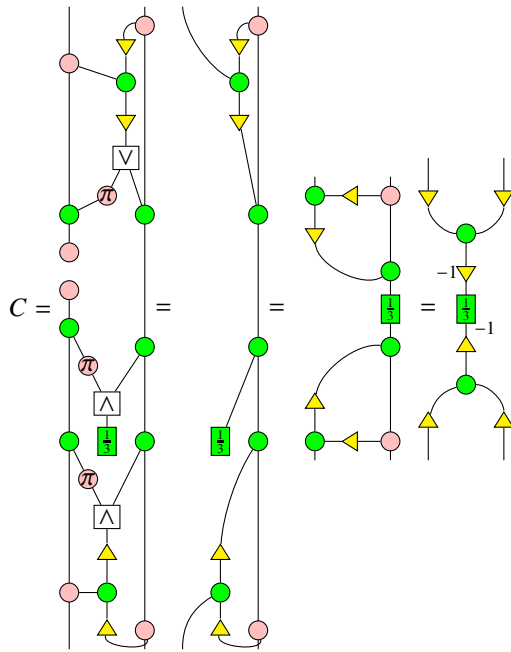 ∨
π
C = = = =
−1
1/3 1/3
−1
π
∧
1/3 1/3
π
∧